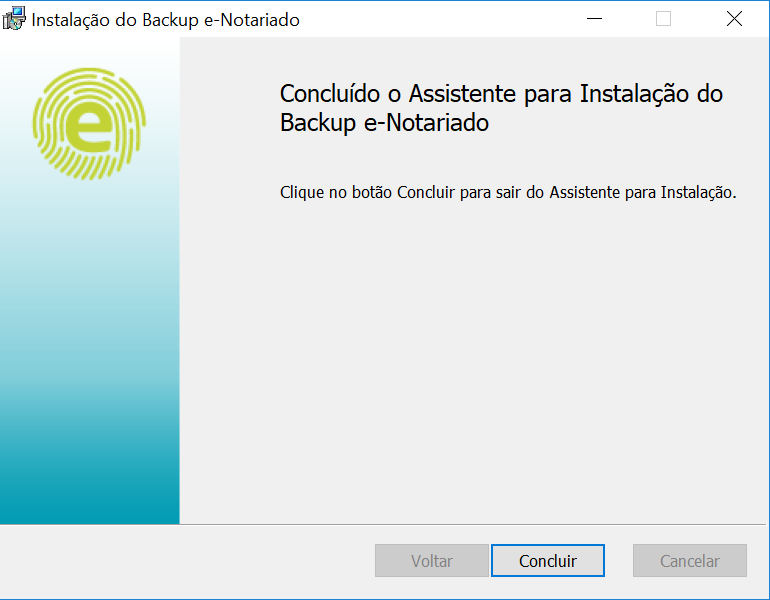 Instalação do Backup e-Notariado
e
Concluído o Assistente para Instalação do
Backup e-Notariado
Clique no botão Concluir para sair do Assistente para Instalação.
Voltar
Concluir
Cancelar